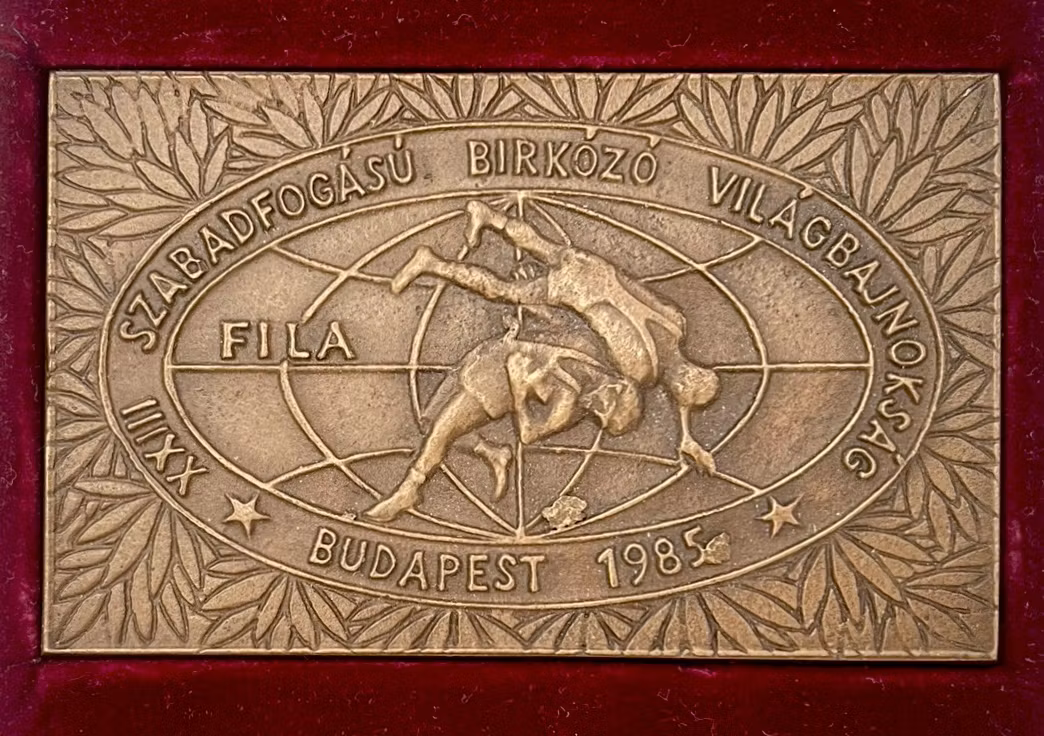 XXIII SZABADFOGÁSÚ BIRKÓZÓ VILÁGBAJNOKSÁG
FILA
BUDAPEST 1985